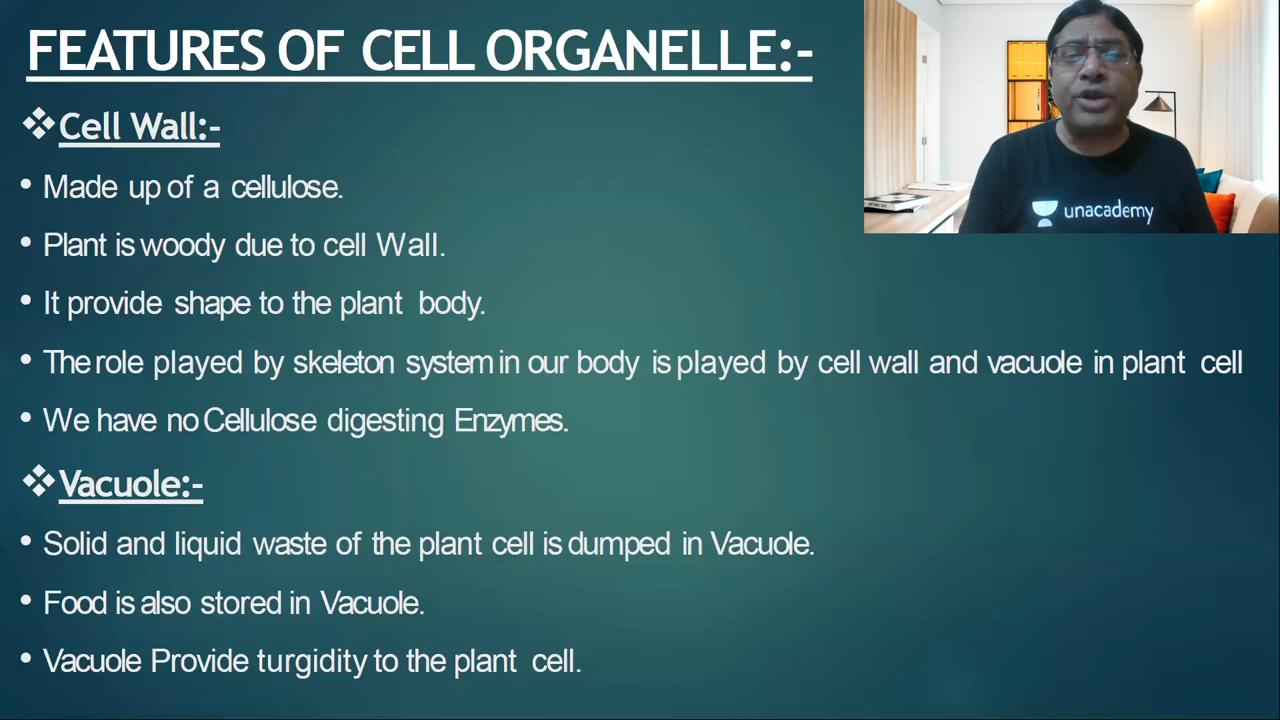 FEATURES OF CELL ORGANELLE:-
❖Cell Wall:-
• Made up of a cellulose.
• Plant is woody due to cell Wall.
• It provide shape to the plant body.
• The role played by skeleton system in our body is played by cell wall and vacuole in plant cell
• We have no Cellulose digesting Enzymes.
❖Vacuole:-
• Solid and liquid waste of the plant cell is dumped in Vacuole.
• Food is also stored in Vacuole.
• Vacuole Provide turgidity to the plant cell.
unacademy